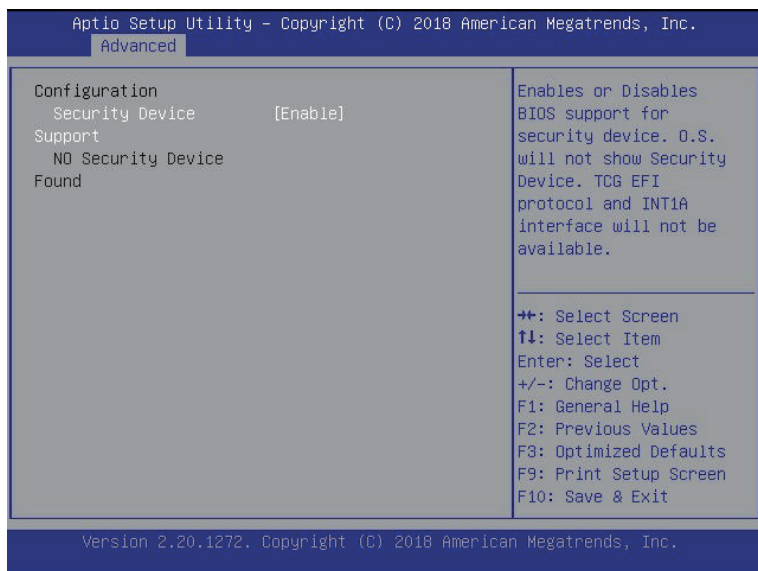 Aptio Setup Utility – Copyright (C) 2018 American Megatrends, Inc.
Advanced
Configuration
Security Device [Enable]
Support
NO Security Device
Found
Enables or Disables
BIOS support for
security device. O.S.
will not show Security
Device. TCG EFI
protocol and INT1A
interface will not be
available.
→←: Select Screen
↑↓: Select Item
Enter: Select
+/-: Change Opt.
F1: General Help
F2: Previous Values
F3: Optimized Defaults
F9: Print Setup Screen
F10: Save & Exit
Version 2.20.1272. Copyright (C) 2018 American Megatrends, Inc.